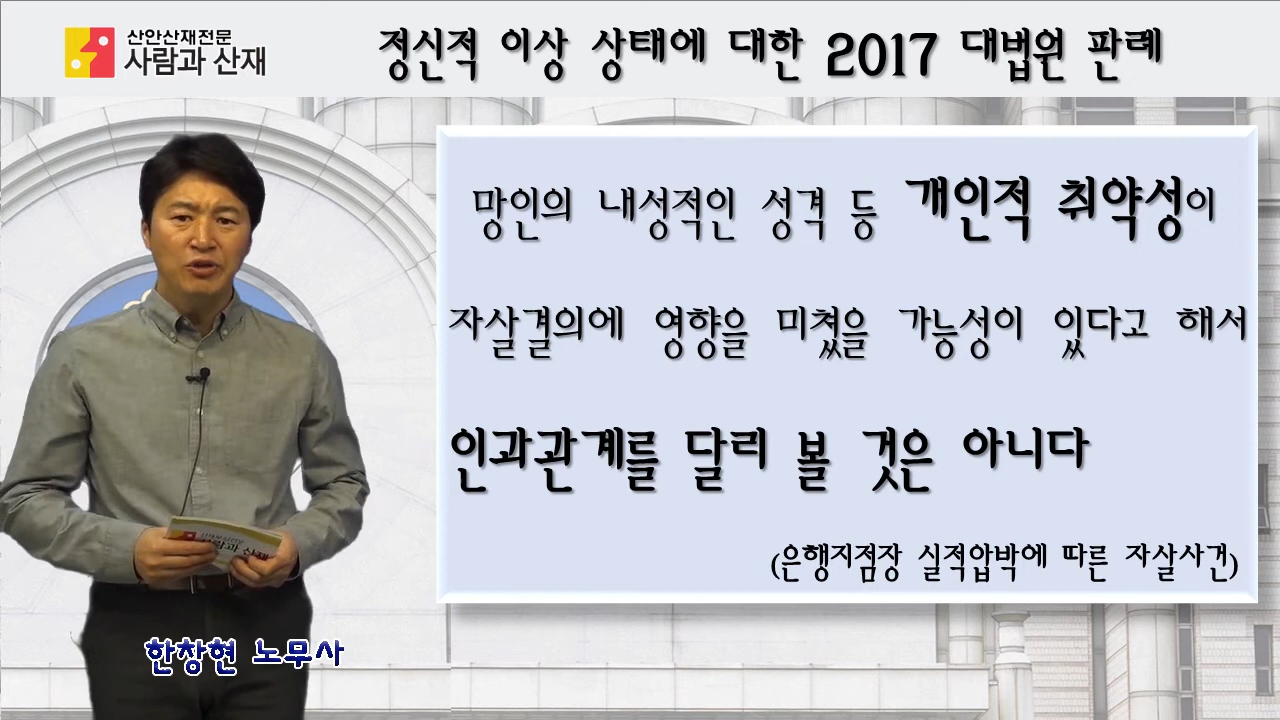 산안산재전문
사람과 산재
정신적 이상 상태에 대한 2017 대법원 판례
망인의 내성적인 성격 등 개인적 취약성이
자살결의에 영향을 미쳤을 가능성이 있다고 해서
인과관계를 달리 볼 것은 아니다
(은행지점장 실적압박에 따른 자살사건)
사람과 산재
한창현 노무사